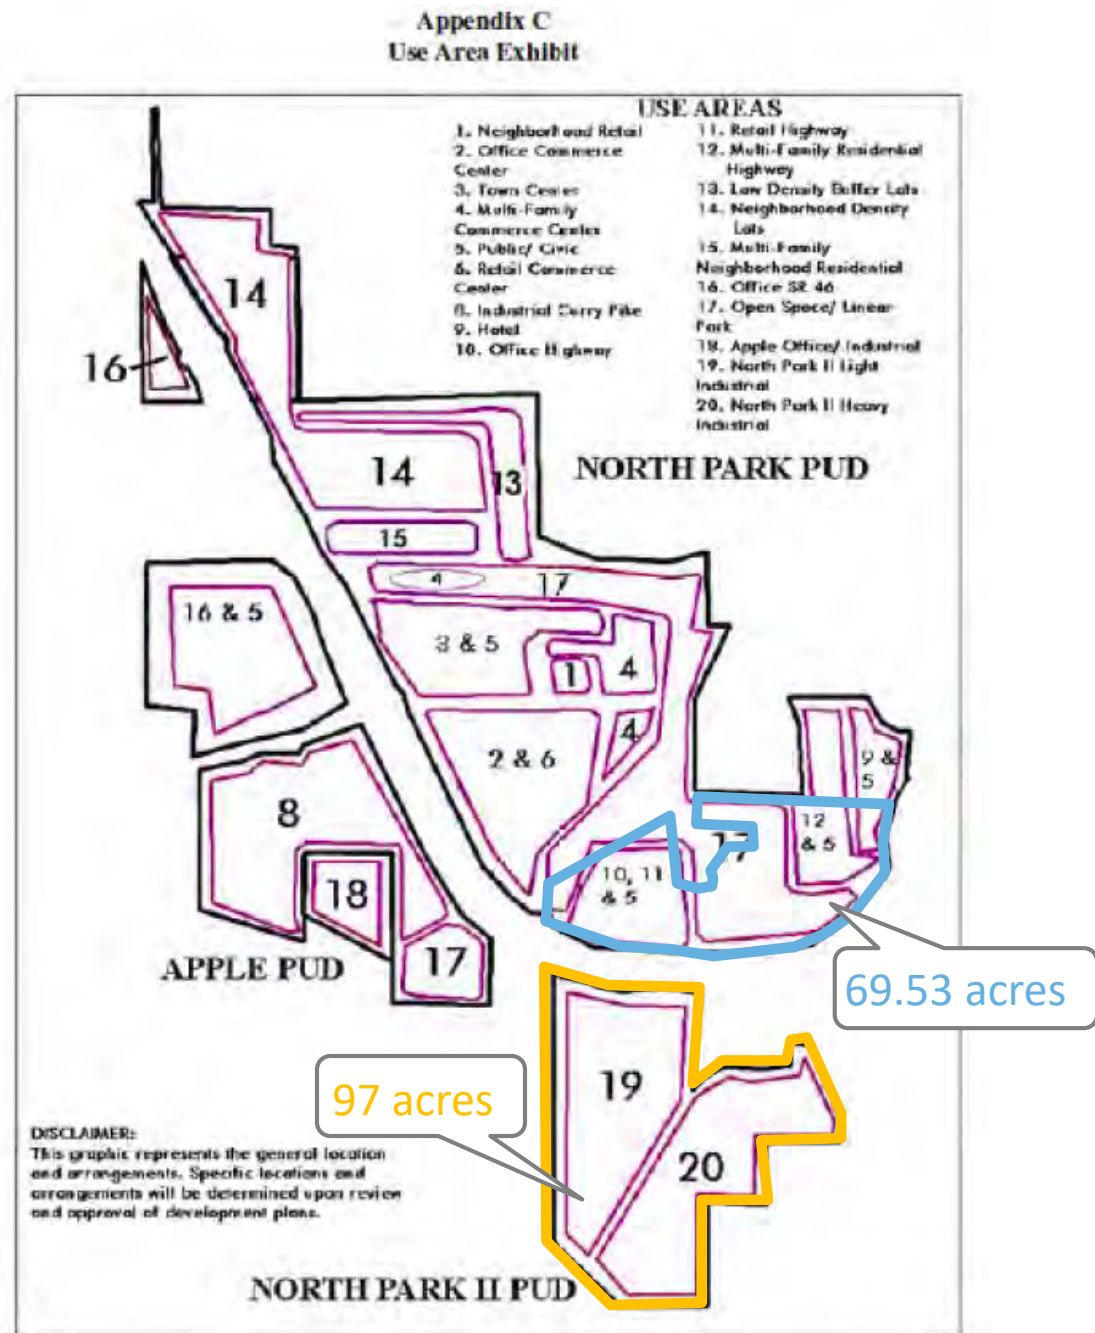 Appendix C
Use Area Exhibit
USE AREAS
1. Neighborhood Retail
2. Office Commerce
Center
3. Town Center
4. Multi-Family
Commerce Center
5. Public/ Civic
6. Retail Commerce
Center
8. Industrial Curry Pike
9. Hotel
10. Office Highway
11. Retail Highway
12. Multi-Family Residential
Highway
13. Low Density Buffer Lots
14. Neighborhood Density
Lots
15. Multi-Family
Neighborhood Residential
16. Office SR 46
17. Open Space/ Linear
Park
18. Apple Office/ Industrial
19. North Park II Light
Industrial
20. North Park II Heavy
Industrial
14
16
NORTH PARK PUD
14
13
15
4
17
16 & 5
3 & 5
1
4
4
2 & 6
9 &
5
8
12
& 5
17
10, 11
& 5
18
17
APPLE PUD
69.53 acres
19
97 acres
20
DISCLAIMER:
This graphic represents the general location
and arrangements. Specific locations and
arrangements will be determined upon review
and approval of development plans.
NORTH PARK II PUD